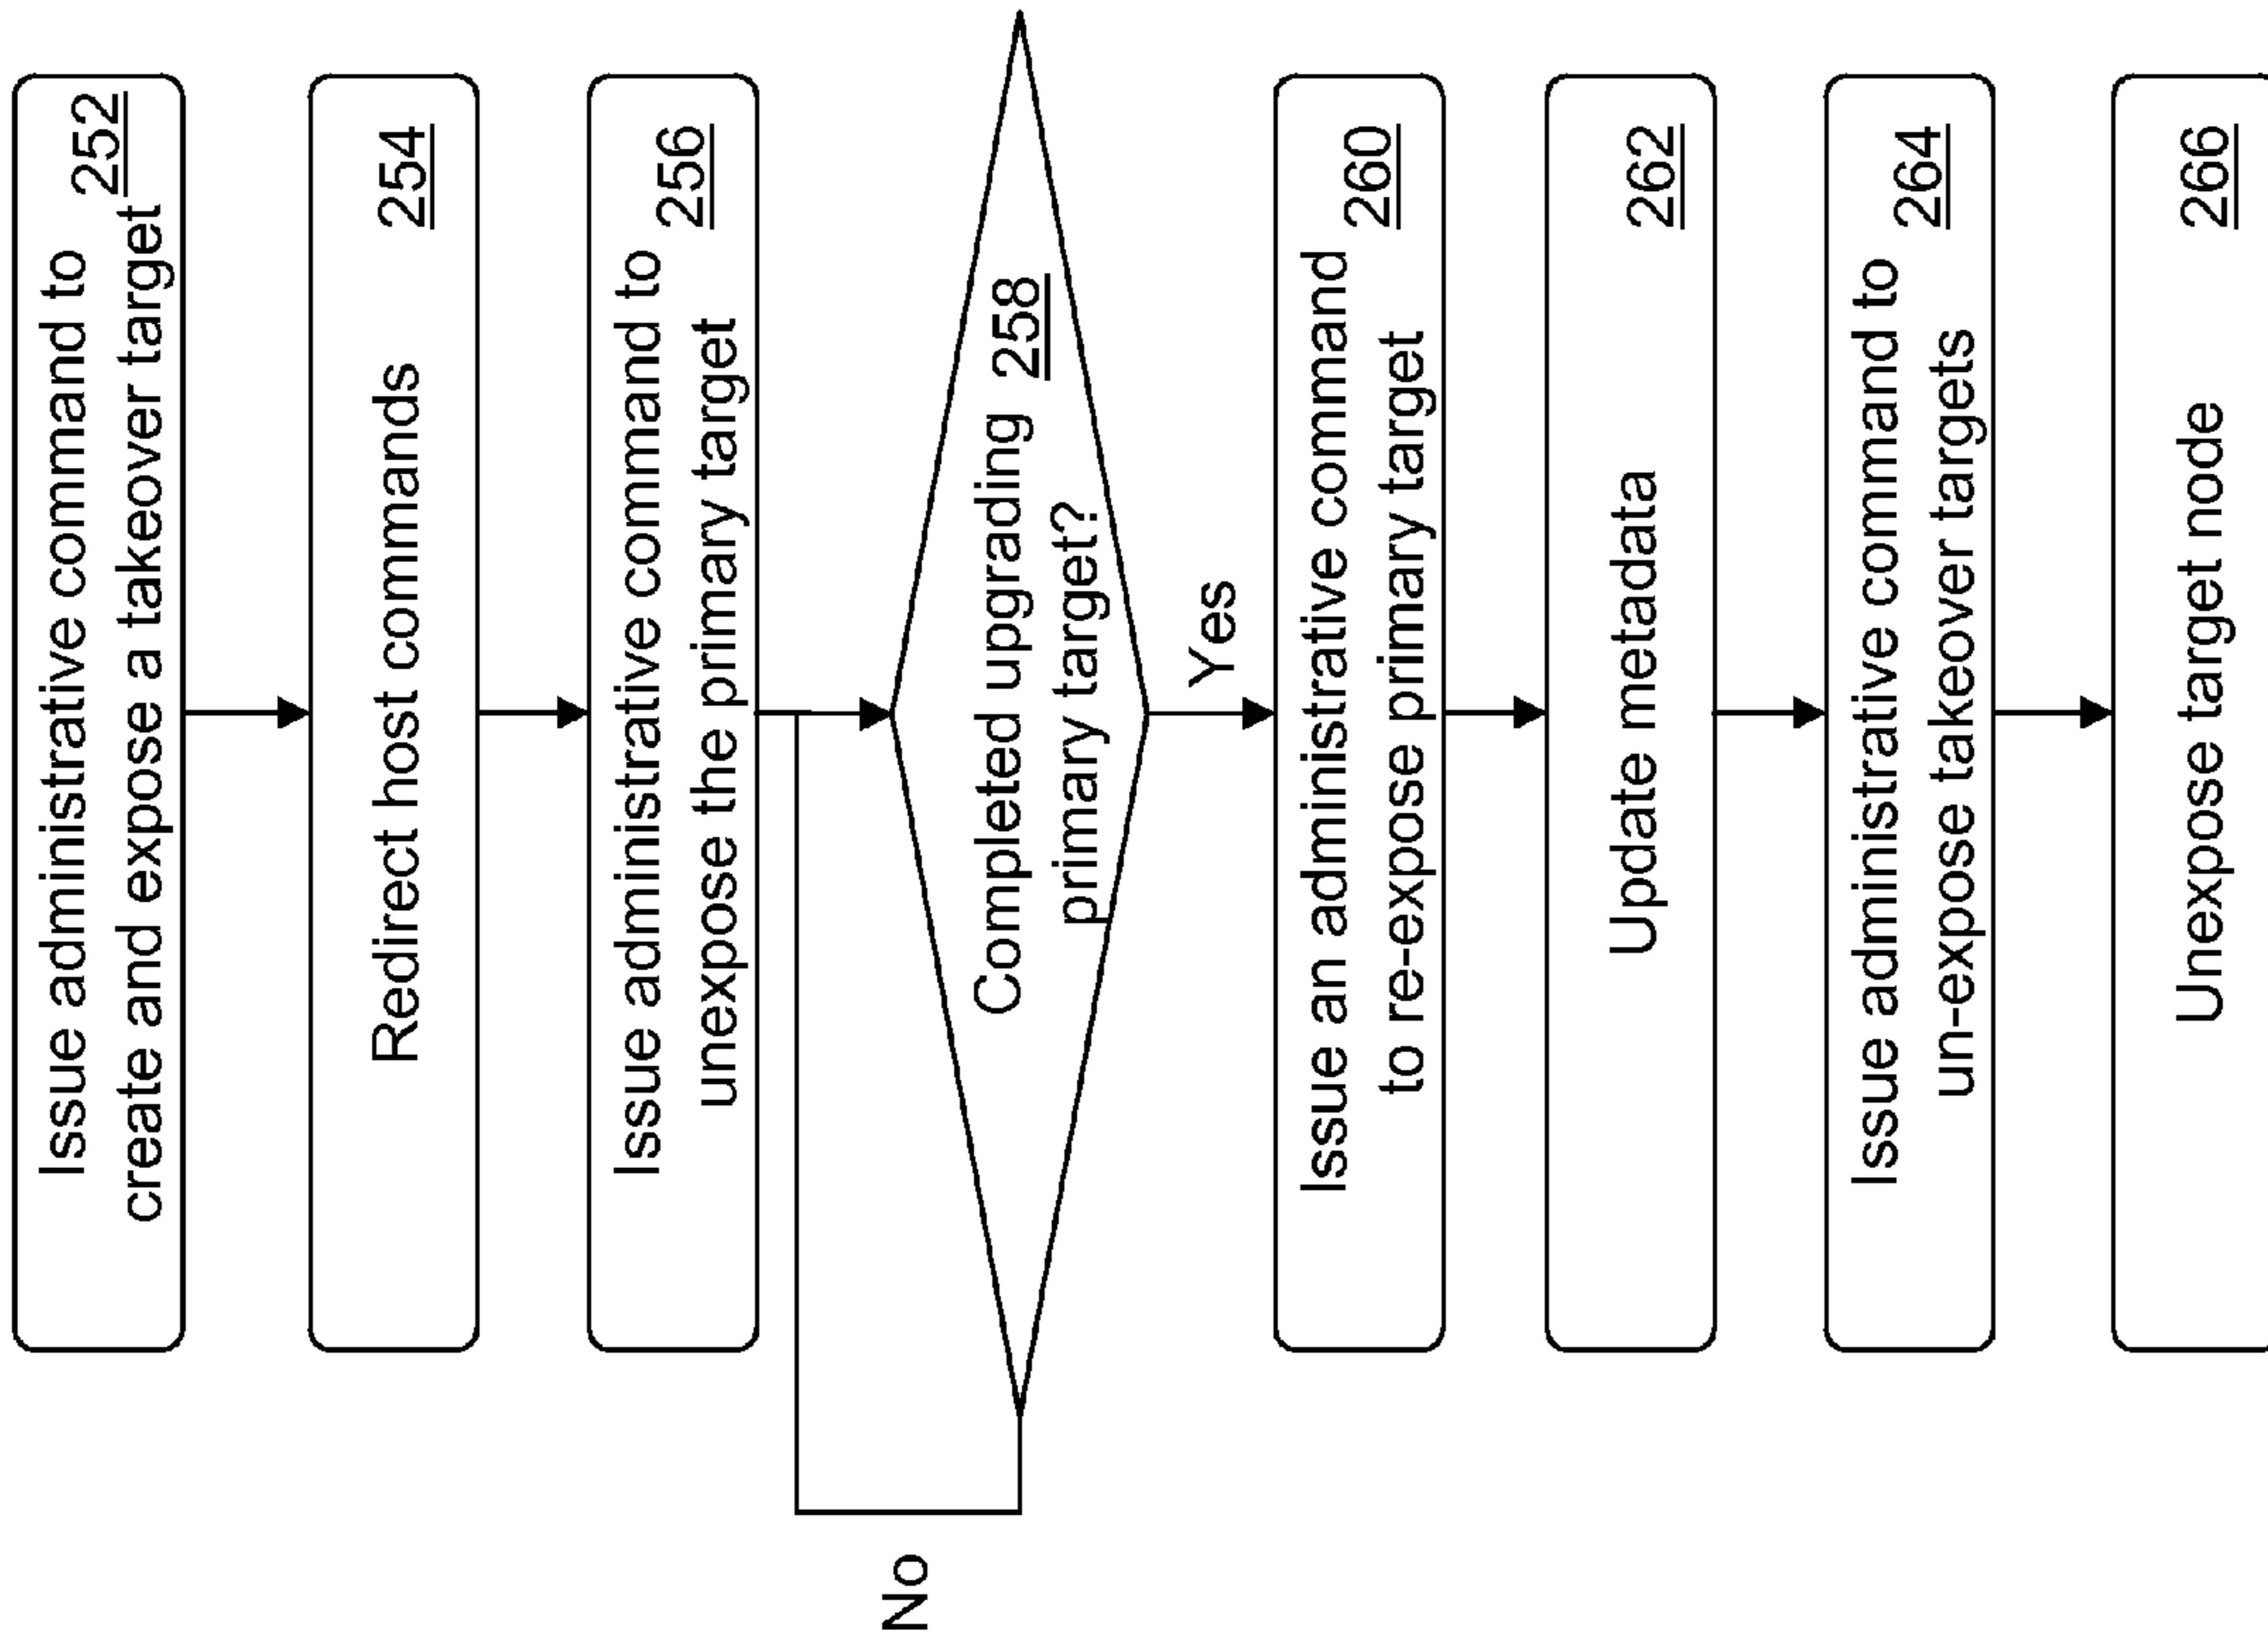 Issue administrative command to 252
create and expose a takeover target
Redirect host commands 254
Issue administrative command to 256
unexpose the primary target
Completed upgrading 258
primary target?
No
Yes
Issue an administrative command 260
to re-expose primary target
Update metadata 262
Issue administrative command to 264
un-expose takeover targets
Unexpose target node 266